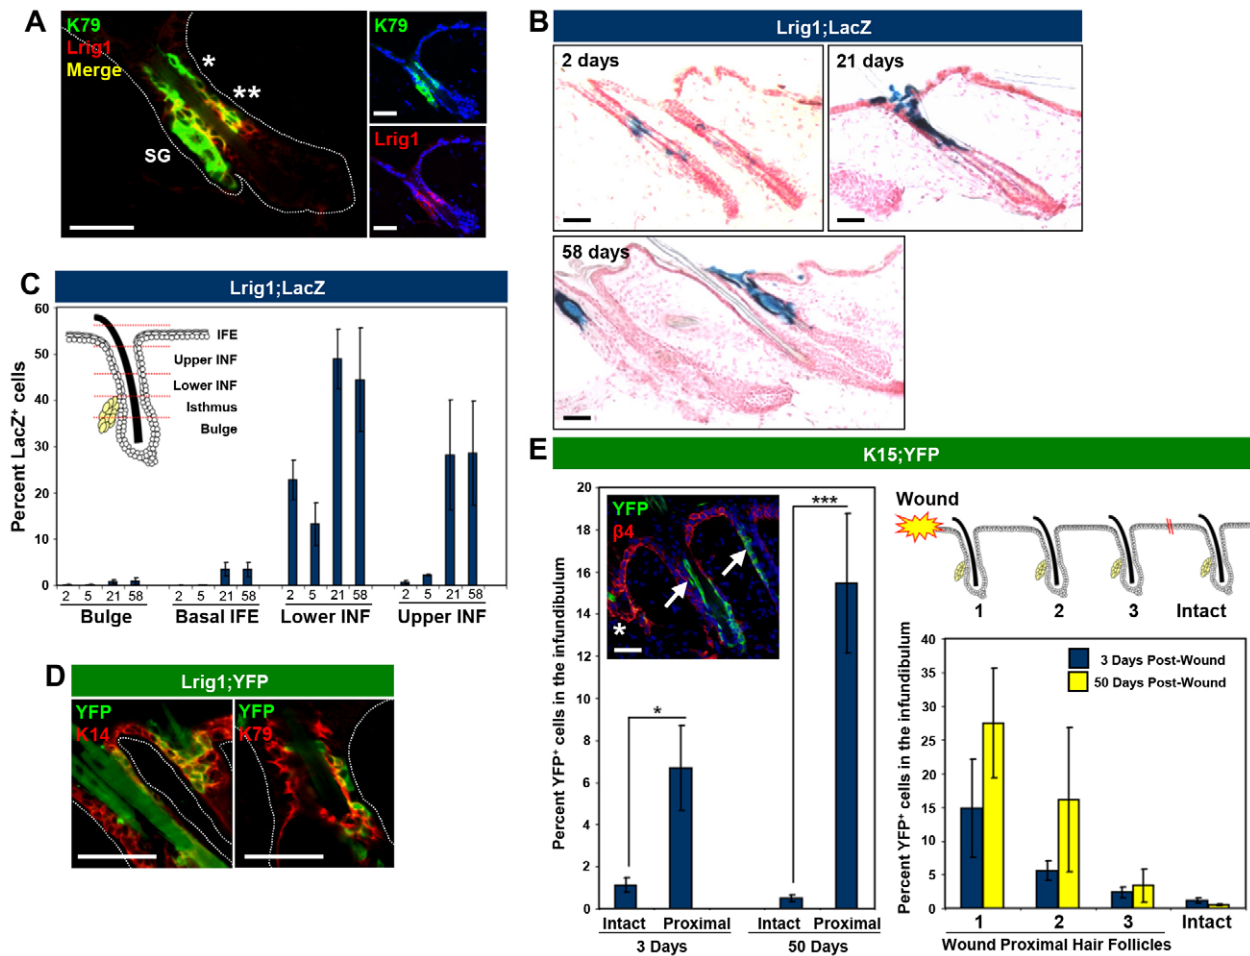 A
K79
Lrig1
Merge
*
**
SG
K79
Lrig1
B
Lrig1;LacZ
2 days
21 days
58 days
C
Lrig1;LacZ
Percent LacZ+ cells
60
50
40
30
20
10
0
IFE
Upper INF
Lower INF
Isthmus
Bulge
2 5 21 58 2 5 21 58 2 5 21 58 2 5 21 58
Bulge Basal IFE Lower INF Upper INF
D
Lrig1;YFP
YFP
K14
YFP
K79
E
K15;YFP
Percent YFP+ cells in the infundibulum
20
18
16
14
12
10
8
6
4
2
0
YFP
β4
*
*
***
Intact Proximal Intact Proximal
3 Days 50 Days
Wound
1 2 3 Intact
Percent YFP+ cells in the infundibulum
40
35
30
25
20
15
10
5
0
3 Days Post-Wound
50 Days Post-Wound
1 2 3 Intact
Wound Proximal Hair Follicles